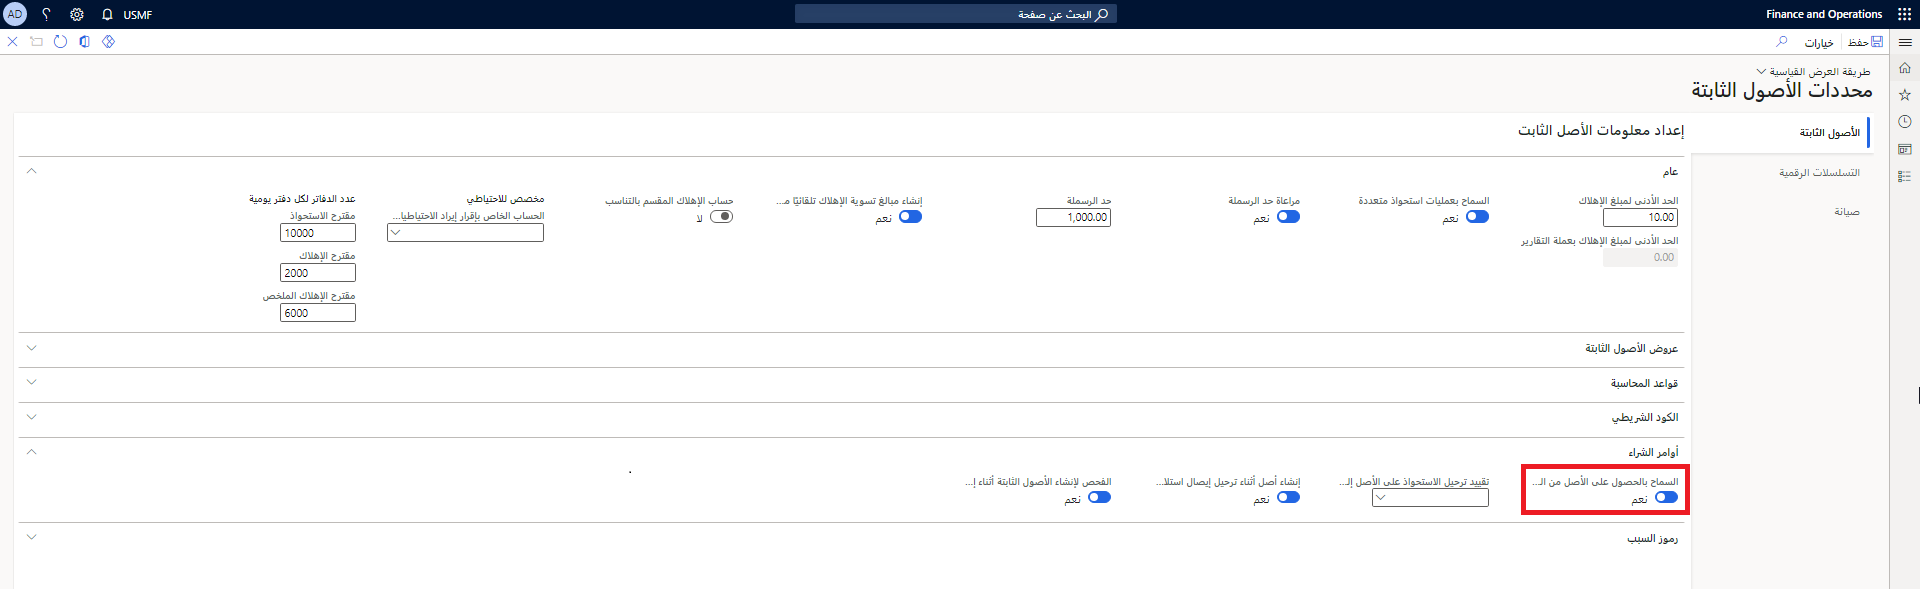 Finance and Operations
البحث عن صفحة
USMF
AD
حفظ
خيارات
طريقة العرض القياسية
محددات الأصول الثابتة
الأصول الثابتة
التسلسلات الرقمية
صيانة
إعداد معلومات الأصل الثابت
عام
الحد الأدنى لمبلغ الإهلاك
10.00
الحد الأدنى لمبلغ الإهلاك بعملة التقارير
0.00
السماح بعمليات استحواذ متعددة
نعم
مراعاة حد الرسملة
نعم
حد الرسملة
1,000.00
إنشاء مبالغ تسوية الإهلاك تلقائيًا مـ...
نعم
حساب الإهلاك المقسم بالتناسب
لا
مخصص للاحتياطي
الحساب الخاص بإقرار إيراد الاحتياطيا...
عدد الدفاتر لكل دفتر يومية
مقترح الاستحواذ
10000
مقترح الإهلاك
2000
مقترح الإهلاك الملخص
6000
عروض الأصول الثابتة
قواعد المحاسبة
الكود الشريطي
أوامر الشراء
السماح بالحصول على الأصل من الـ...
نعم
تقييد ترحيل الاستحواذ على الأصل إلـ...
إنشاء أصل أثناء ترحيل إيصال استلا...
نعم
الفحص لإنشاء الأصول الثابتة أثناء إ...
نعم
رموز السبب